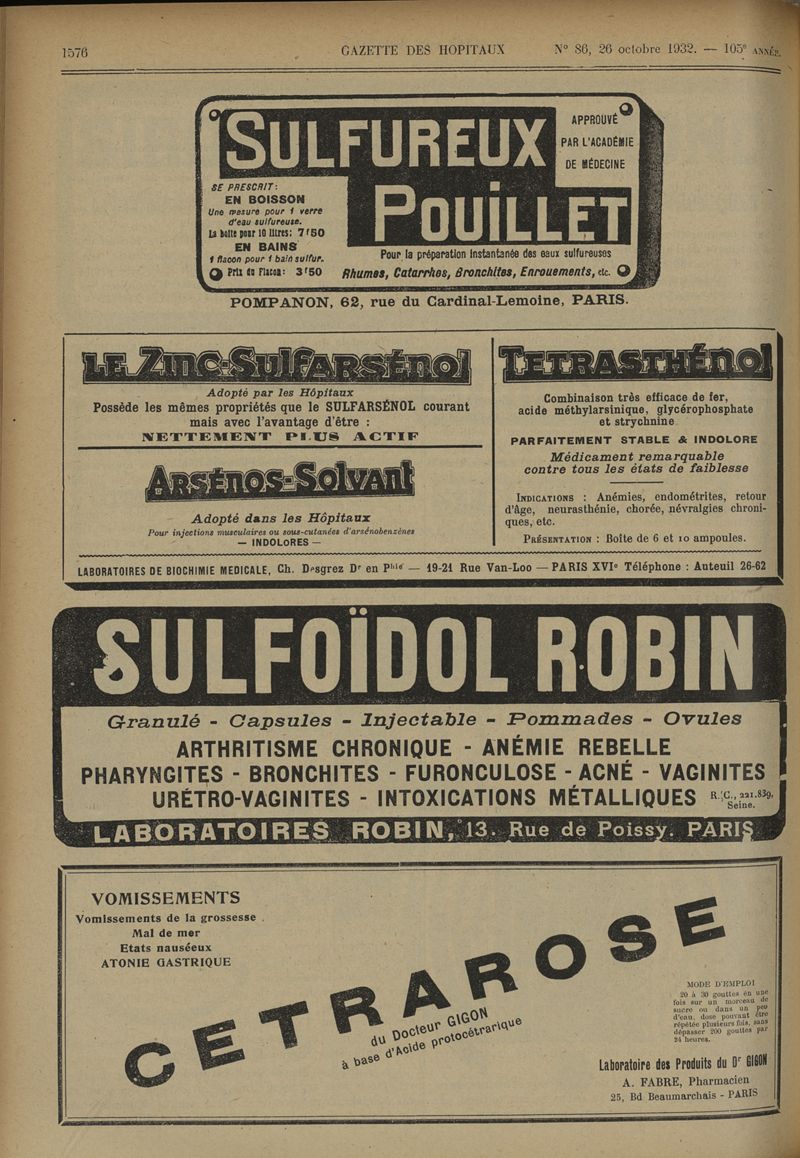 1576 GAZETTE DES HOPITAUX N° 86, 26 octobre 1932. — 105e ANNÉE.
SULFUREUX
POUILLET
APPROUVÉ
PAR L'ACADÉMIE
DE MÉDECINE
SE PRESCRIT:
EN BOISSON
Une mesure pour 1 verre
d'eau sulfureuse.
La boîte pour 10 litres: 7f50
EN BAINS
1 flacon pour 1 bain sulfur.
Prix du Flacon: 3f50
Pour la préparation instantanée des eaux sulfureuses
Rhumes, Catarrhes, Bronchites, Enrouements, etc.
POMPANON, 62, rue du Cardinal-Lemoine, PARIS.
LE ZINC-SULFARSÉNOL
Adopté par les Hôpitaux
Possède les mêmes propriétés que le SULFARSÉNOL courant
mais avec l'avantage d'être :
NETTEMENT PLUS ACTIF
ARSÉNOS-SOLVANT
Adopté dans les Hôpitaux
Pour injections musculaires ou sous-cutanées d'arsénobenzènes
— INDOLORES —
TETRASTHÉNOL
Combinaison très efficace de fer,
acide méthylarsinique, glycérophosphate
et strychnine
PARFAITEMENT STABLE & INDOLORE
Médicament remarquable
contre tous les états de faiblesse
INDICATIONS : Anémies, endométrites, retour
d'âge, neurasthénie, chorée, névralgies chroni-
ques, etc.
PRÉSENTATION : Boîte de 6 et 10 ampoules.
LABORATOIRES DE BIOCHIMIE MEDICALE, Ch. Desgrez Dr en Phie — 19-21 Rue Van-Loo — PARIS XVIe Téléphone : Auteuil 26-62
SULFOÏDOL ROBIN
Granulé - Capsules - Injectable - Pommades - Ovules
ARTHRITISME CHRONIQUE - ANÉMIE REBELLE
PHARYNGITES - BRONCHITES - FURONCULOSE - ACNÉ - VAGINITES
URÉTRO-VAGINITES - INTOXICATIONS MÉTALLIQUES R. C., 221.839,
Seine.
LABORATOIRES ROBIN, 13. Rue de Poissy. PARIS
VOMISSEMENTS
Vomissements de la grossesse
Mal de mer
Etats nauséeux
ATONIE GASTRIQUE
CETRAROSE
du Docteur GIGON
à base d'Acide protocétrarique
MODE D'EMPLOI
20 à 30 gouttes en une
fois sur un morceau de
sucre ou dans un peu
d'eau, dose pouvant être
répétée plusieurs fois, sans
dépasser 200 gouttes par
24 heures.
Laboratoire des Produits du Dr GIGON
A. FABRE, Pharmacien
25, Bd Beaumarchais - PARIS